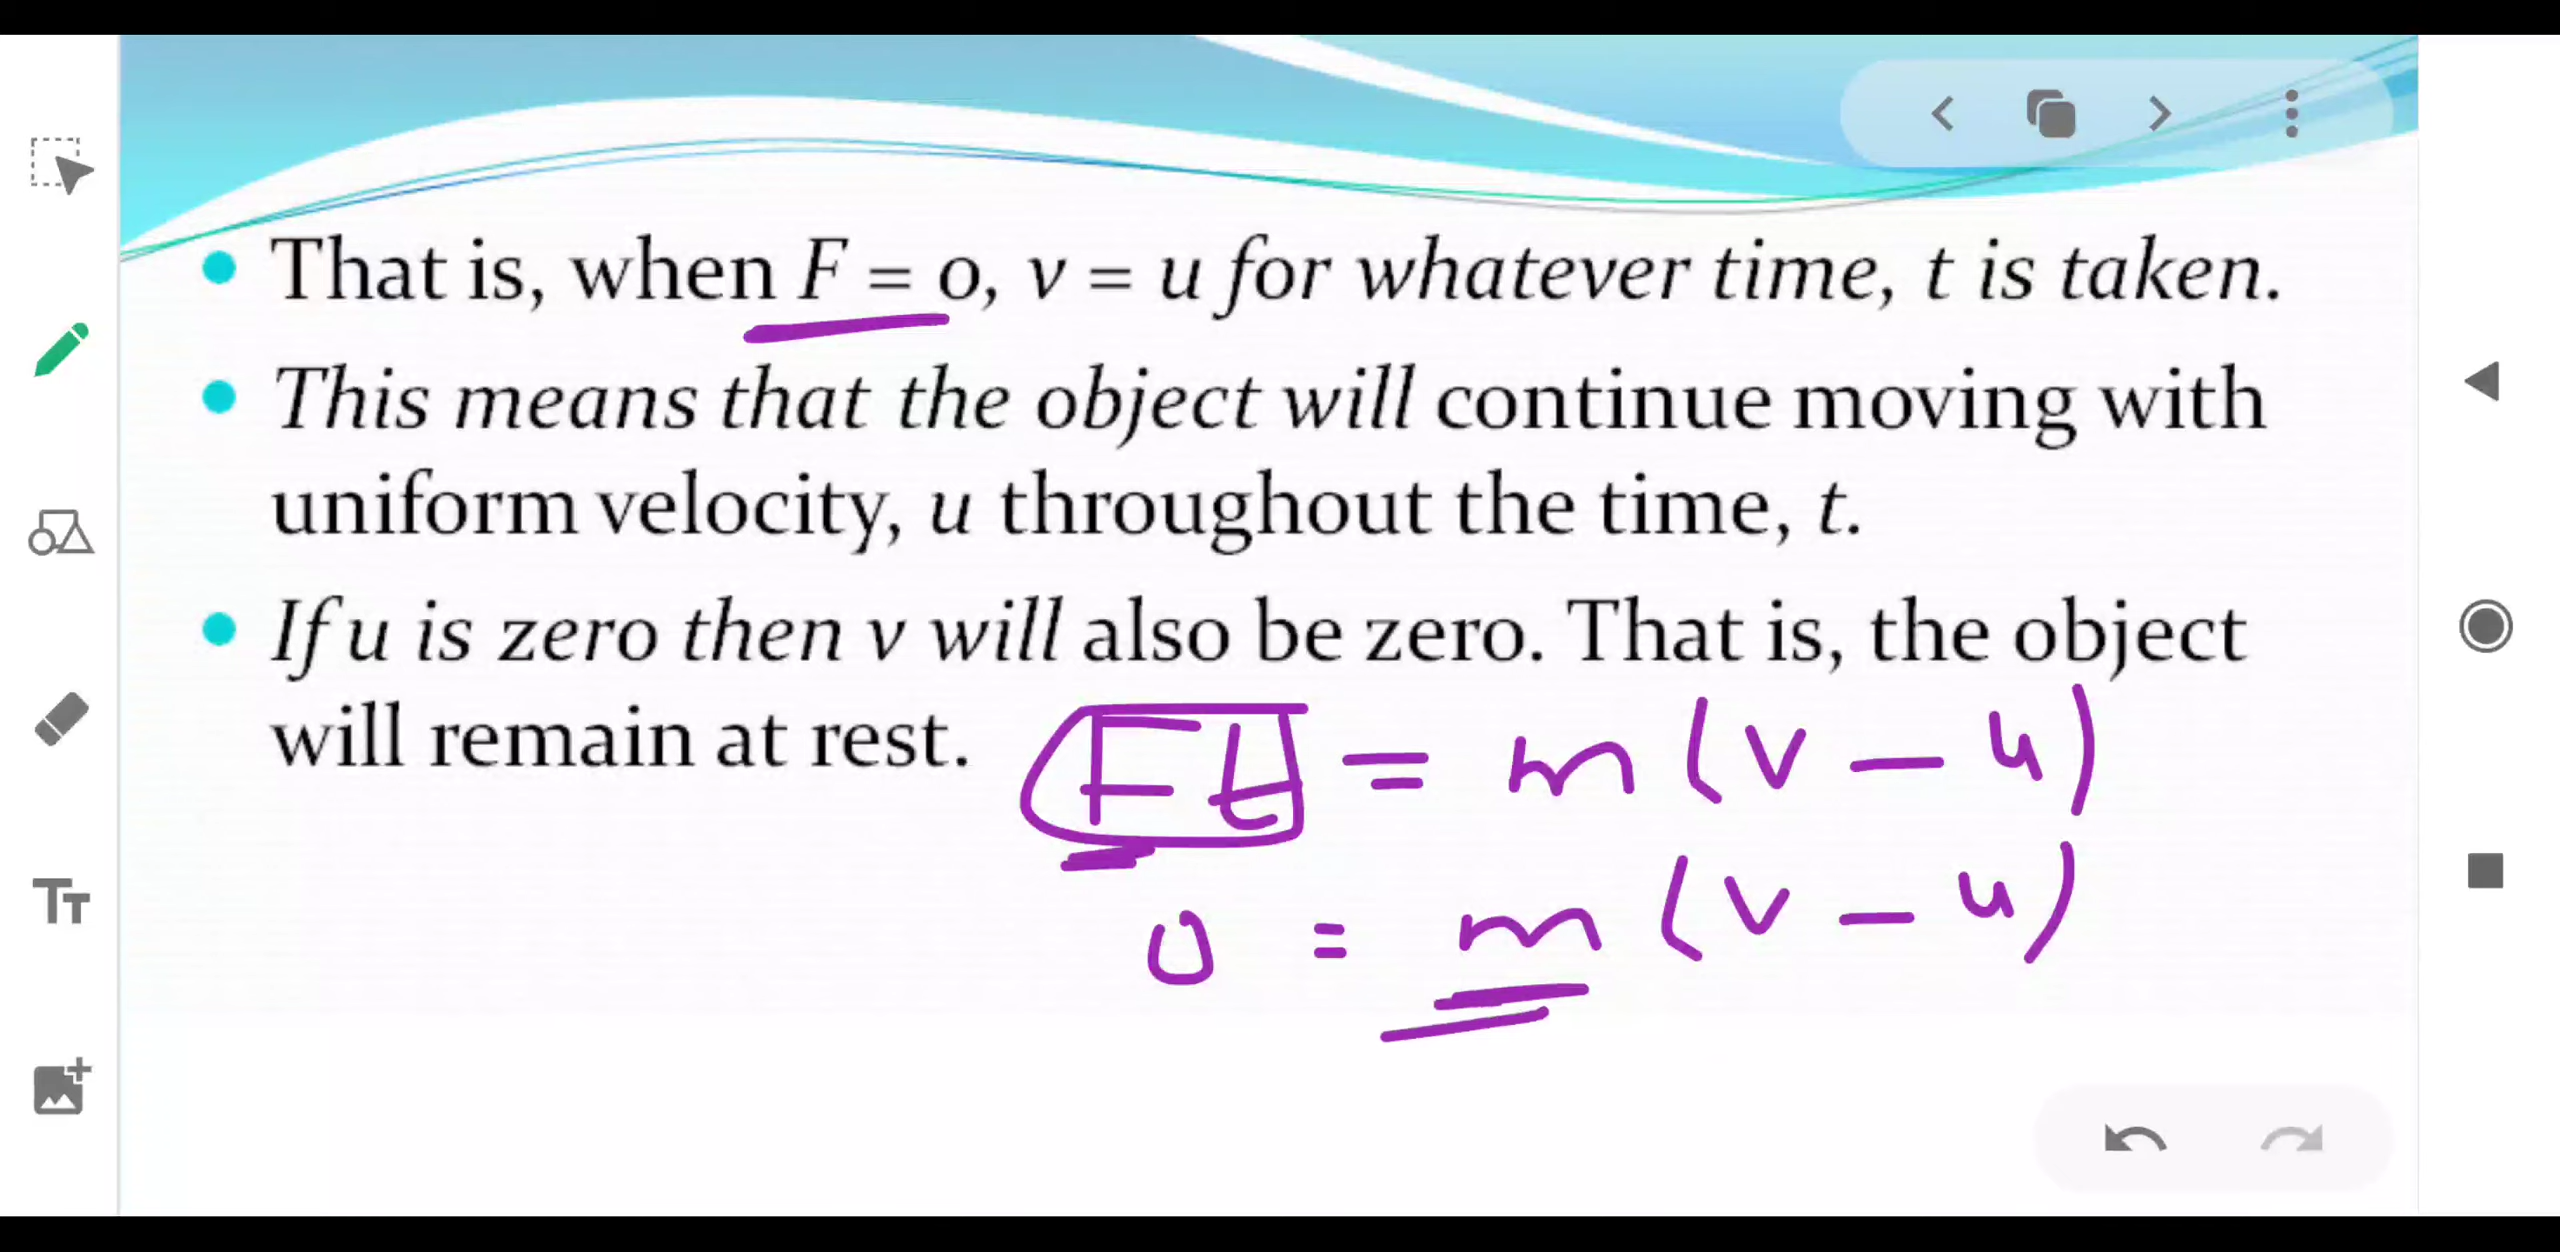 That is, when F = 0, v = u for whatever time, t is taken.
This means that the object will continue moving with
uniform velocity, u throughout the time, t.
If u is zero then v will also be zero. That is, the object
will remain at rest.
Ft = m (v - u)
0 = m (v - u)
Tт